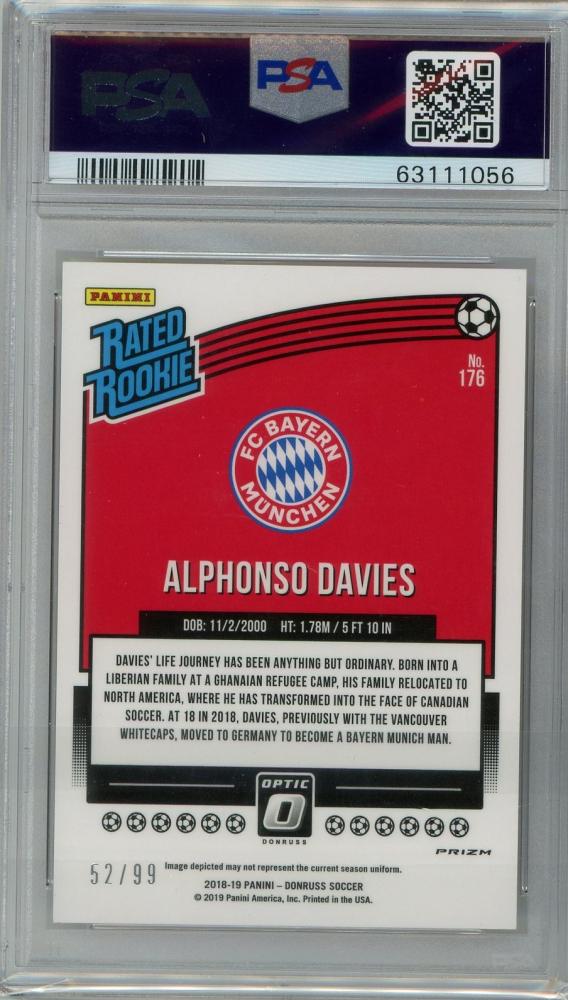 PSA
PSA
63111056
PANINI
RATED
ROOKIE
No.
176
FC BAYERN
MÜNCHEN
ALPHONSO DAVIES
DOB: 11/2/2000 HT: 1.78M / 5 FT 10 IN
DAVIES' LIFE JOURNEY HAS BEEN ANYTHING BUT ORDINARY. BORN INTO A
LIBERIAN FAMILY AT A GHANAIAN REFUGEE CAMP, HIS FAMILY RELOCATED TO
NORTH AMERICA, WHERE HE HAS TRANSFORMED INTO THE FACE OF CANADIAN
SOCCER. AT 18 IN 2018, DAVIES, PREVIOUSLY WITH THE VANCOUVER
WHITECAPS, MOVED TO GERMANY TO BECOME A BAYERN MUNICH MAN.
OPTIC
O
DONRUSS
PRIZM
52/99
Image depicted may not represent the current season uniform.
2018-19 PANINI – DONRUSS SOCCER
© 2019 Panini America, Inc. Printed in the USA.